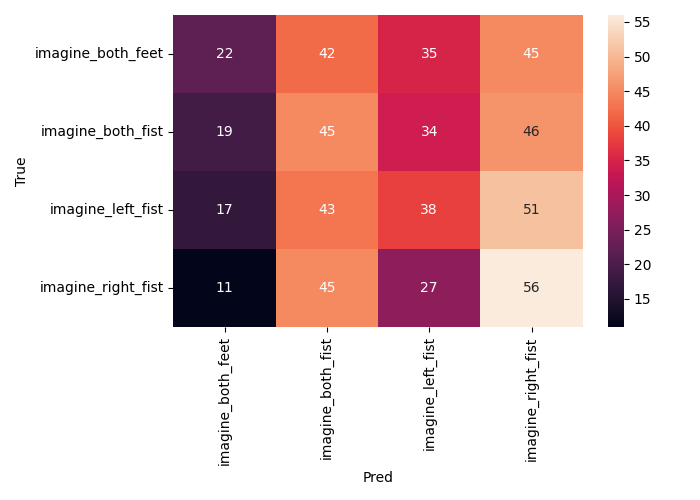 imagine_both_feet 22 42 35 45
imagine_both_fist 19 45 34 46
imagine_left_fist 17 43 38 51
imagine_right_fist 11 45 27 56
True
imagine_both_feet
imagine_both_fist
imagine_left_fist
imagine_right_fist
Pred
55
50
45
40
35
30
25
20
15